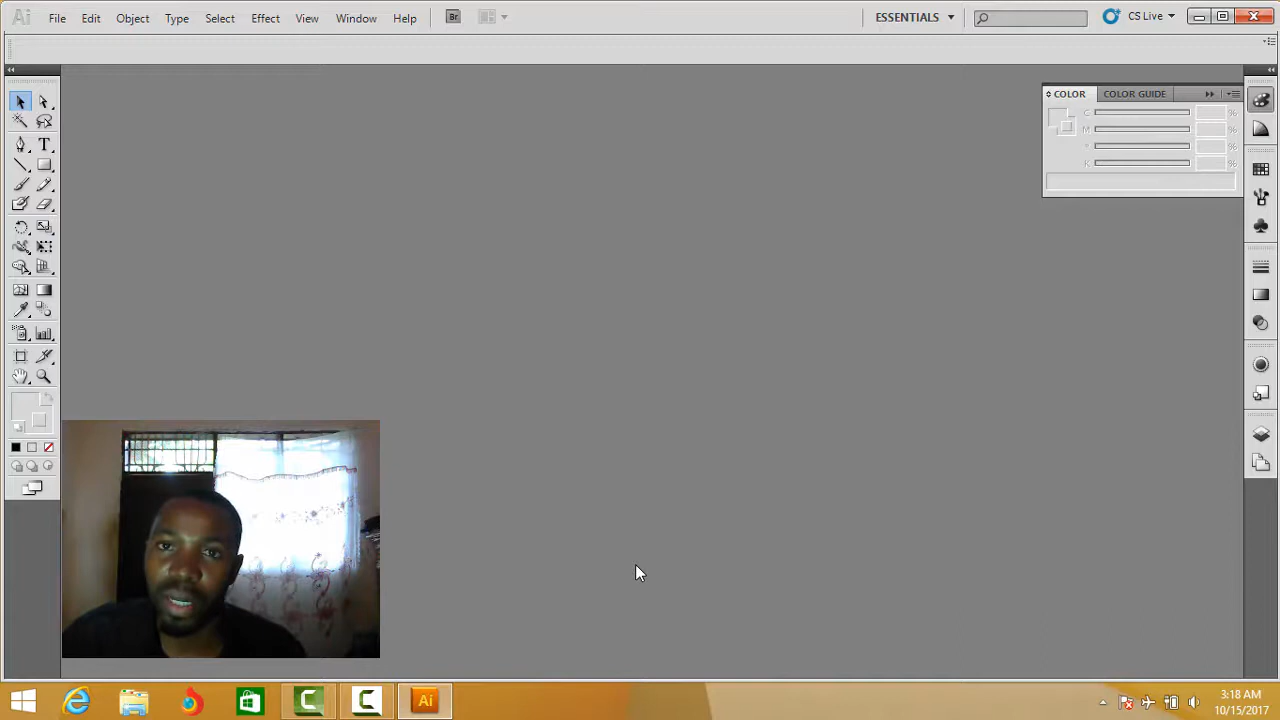 Ai File Edit Object Type Select Effect View Window Help Br ESSENTIALS CS Live
COLOR COLOR GUIDE
C %
M %
Y %
K %
T
Ai
3:18 AM
10/15/2017